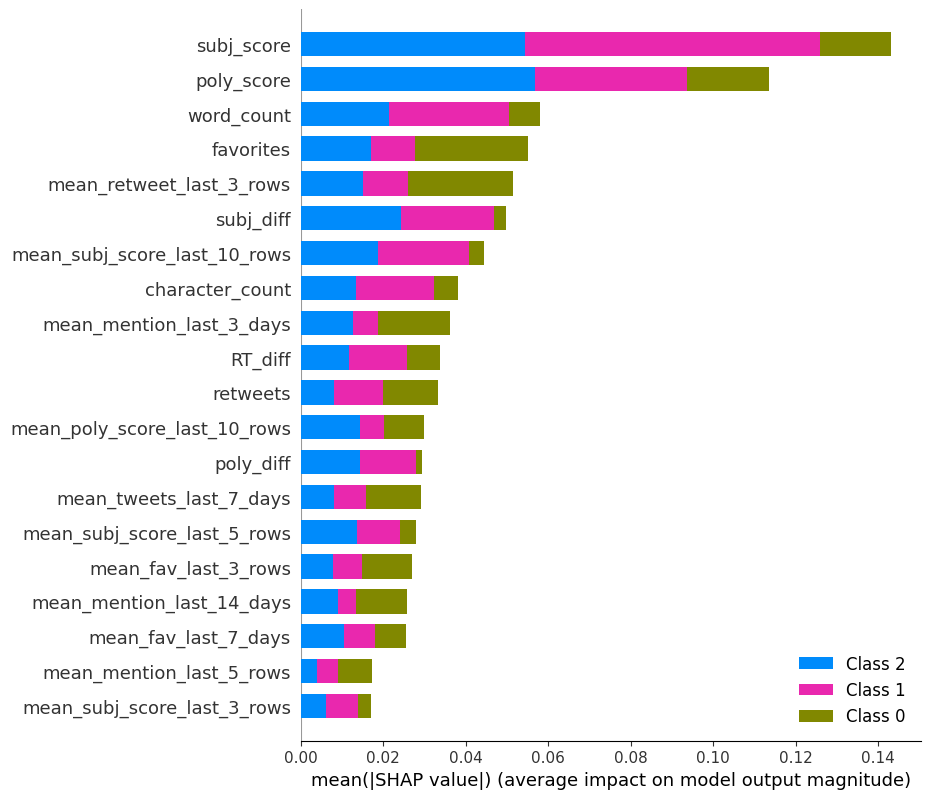 subj_score
poly_score
word_count
favorites
mean_retweet_last_3_rows
subj_diff
mean_subj_score_last_10_rows
character_count
mean_mention_last_3_days
RT_diff
retweets
mean_poly_score_last_10_rows
poly_diff
mean_tweets_last_7_days
mean_subj_score_last_5_rows
mean_fav_last_3_rows
mean_mention_last_14_days
mean_fav_last_7_days
mean_mention_last_5_rows
mean_subj_score_last_3_rows
Class 2
Class 1
Class 0
0.00 0.02 0.04 0.06 0.08 0.10 0.12 0.14
mean(|SHAP value|) (average impact on model output magnitude)